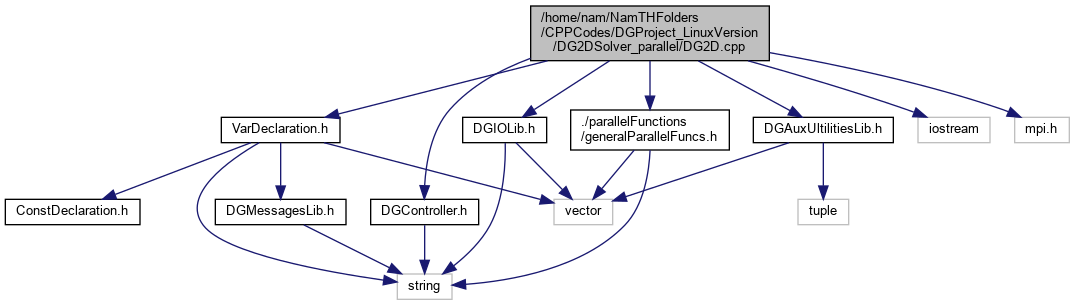 /home/nam/NamTHFolders
/CPPCodes/DGProject_LinuxVersion
/DG2DSolver_parallel/DG2D.cpp
VarDeclaration.h
DGIOLib.h
./parallelFunctions
/generalParallelFuncs.h
DGAuxUltilitiesLib.h
iostream
mpi.h
ConstDeclaration.h
DGMessagesLib.h
DGController.h
vector
tuple
string